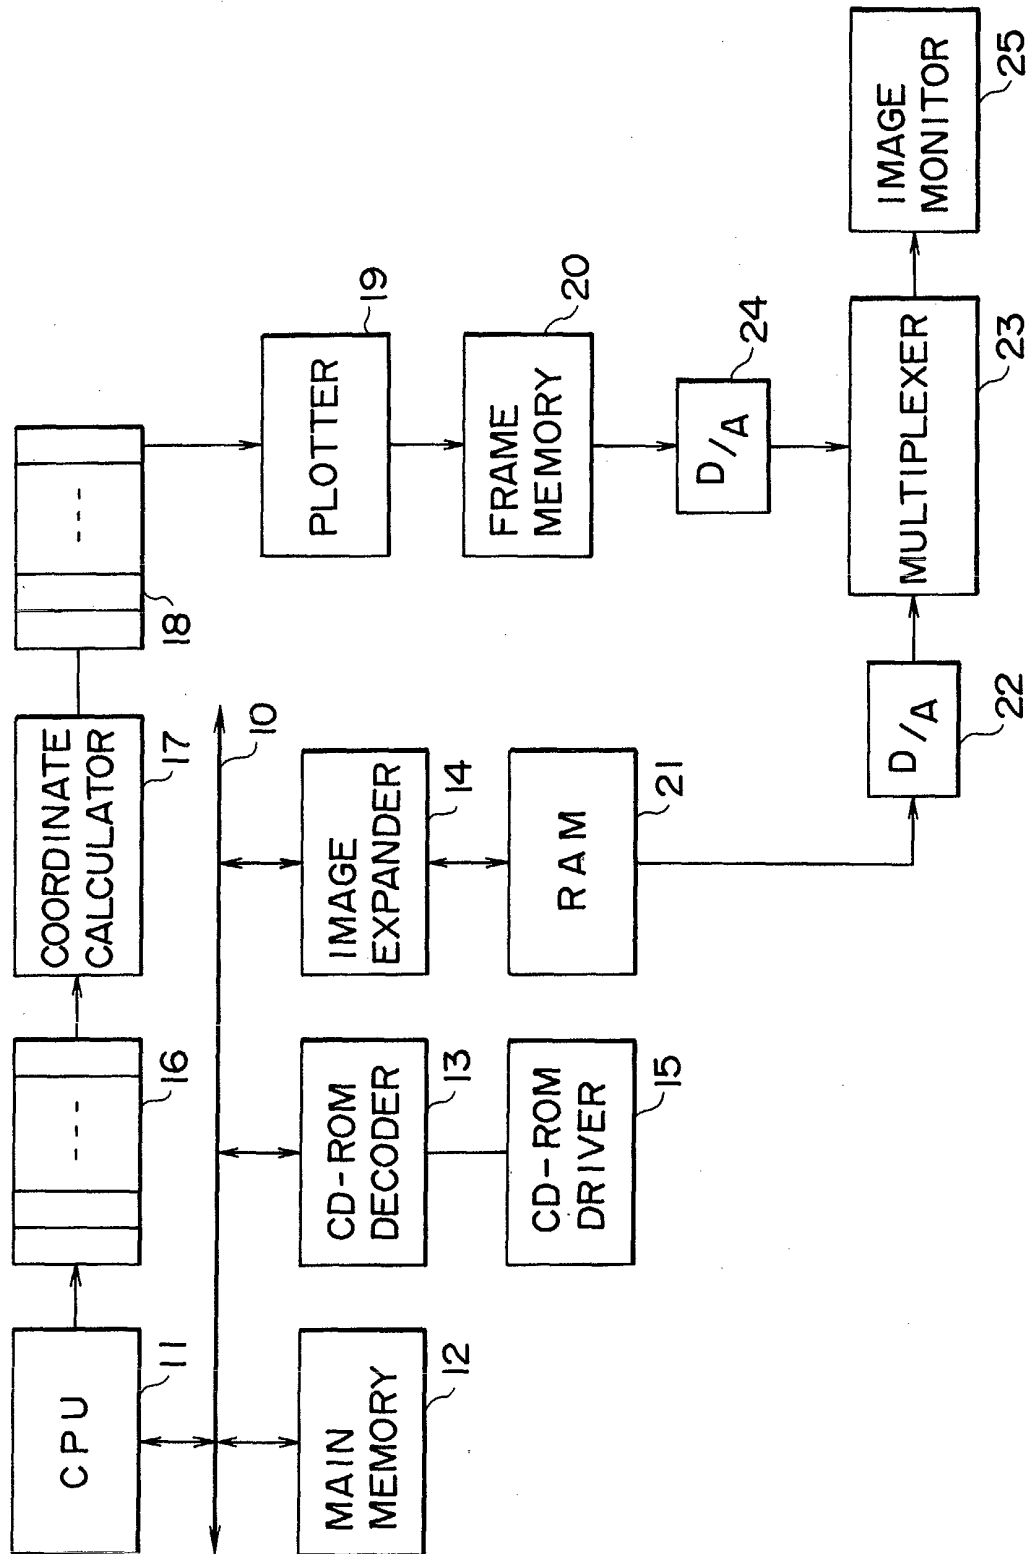 CPU
11
16
COORDINATE
CALCULATOR
17
18
10
MAIN
MEMORY
12
CD-ROM
DECODER
13
IMAGE
EXPANDER
14
PLOTTER
19
CD-ROM
DRIVER
15
RAM
21
FRAME
MEMORY
20
D/A
24
D/A
22
MULTIPLEXER
23
IMAGE
MONITOR
25